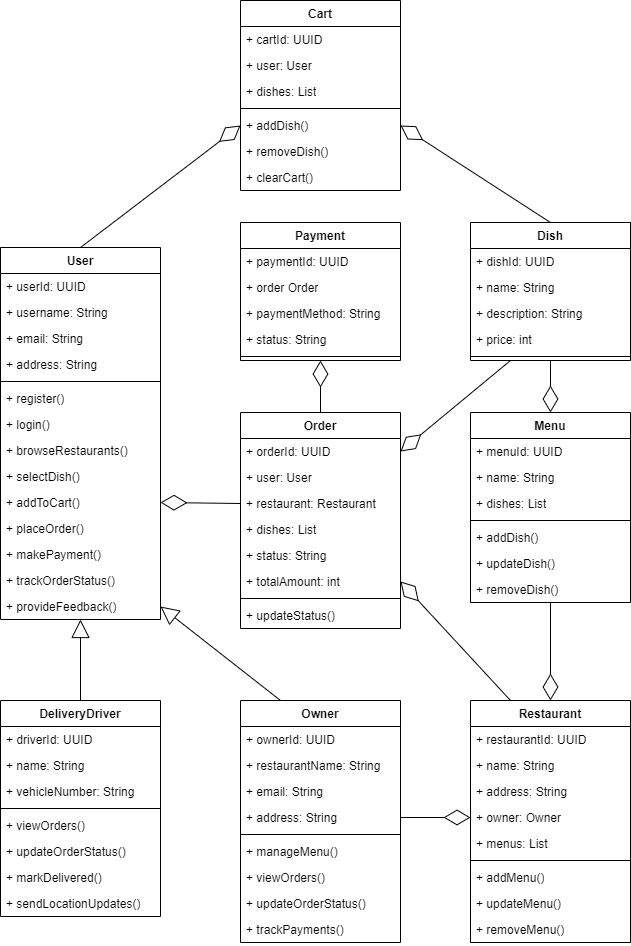 Cart
+ cartId: UUID
+ user: User
+ dishes: List
+ addDish()
+ removeDish()
+ clearCart()
User
+ userId: UUID
+ username: String
+ email: String
+ address: String
+ register()
+ login()
+ browseRestaurants()
+ selectDish()
+ addToCart()
+ placeOrder()
+ makePayment()
+ trackOrderStatus()
+ provideFeedback()
Payment
+ paymentId: UUID
+ order Order
+ paymentMethod: String
+ status: String
Dish
+ dishId: UUID
+ name: String
+ description: String
+ price: int
Order
+ orderId: UUID
+ user: User
+ restaurant: Restaurant
+ dishes: List
+ status: String
+ totalAmount: int
+ updateStatus()
Menu
+ menuId: UUID
+ name: String
+ dishes: List
+ addDish()
+ updateDish()
+ removeDish()
DeliveryDriver
+ driverId: UUID
+ name: String
+ vehicleNumber: String
+ viewOrders()
+ updateOrderStatus()
+ markDelivered()
+ sendLocationUpdates()
Owner
+ ownerId: UUID
+ restaurantName: String
+ email: String
+ address: String
+ manageMenu()
+ viewOrders()
+ updateOrderStatus()
+ trackPayments()
Restaurant
+ restaurantId: UUID
+ name: String
+ address: String
+ owner: Owner
+ menus: List
+ addMenu()
+ updateMenu()
+ removeMenu()